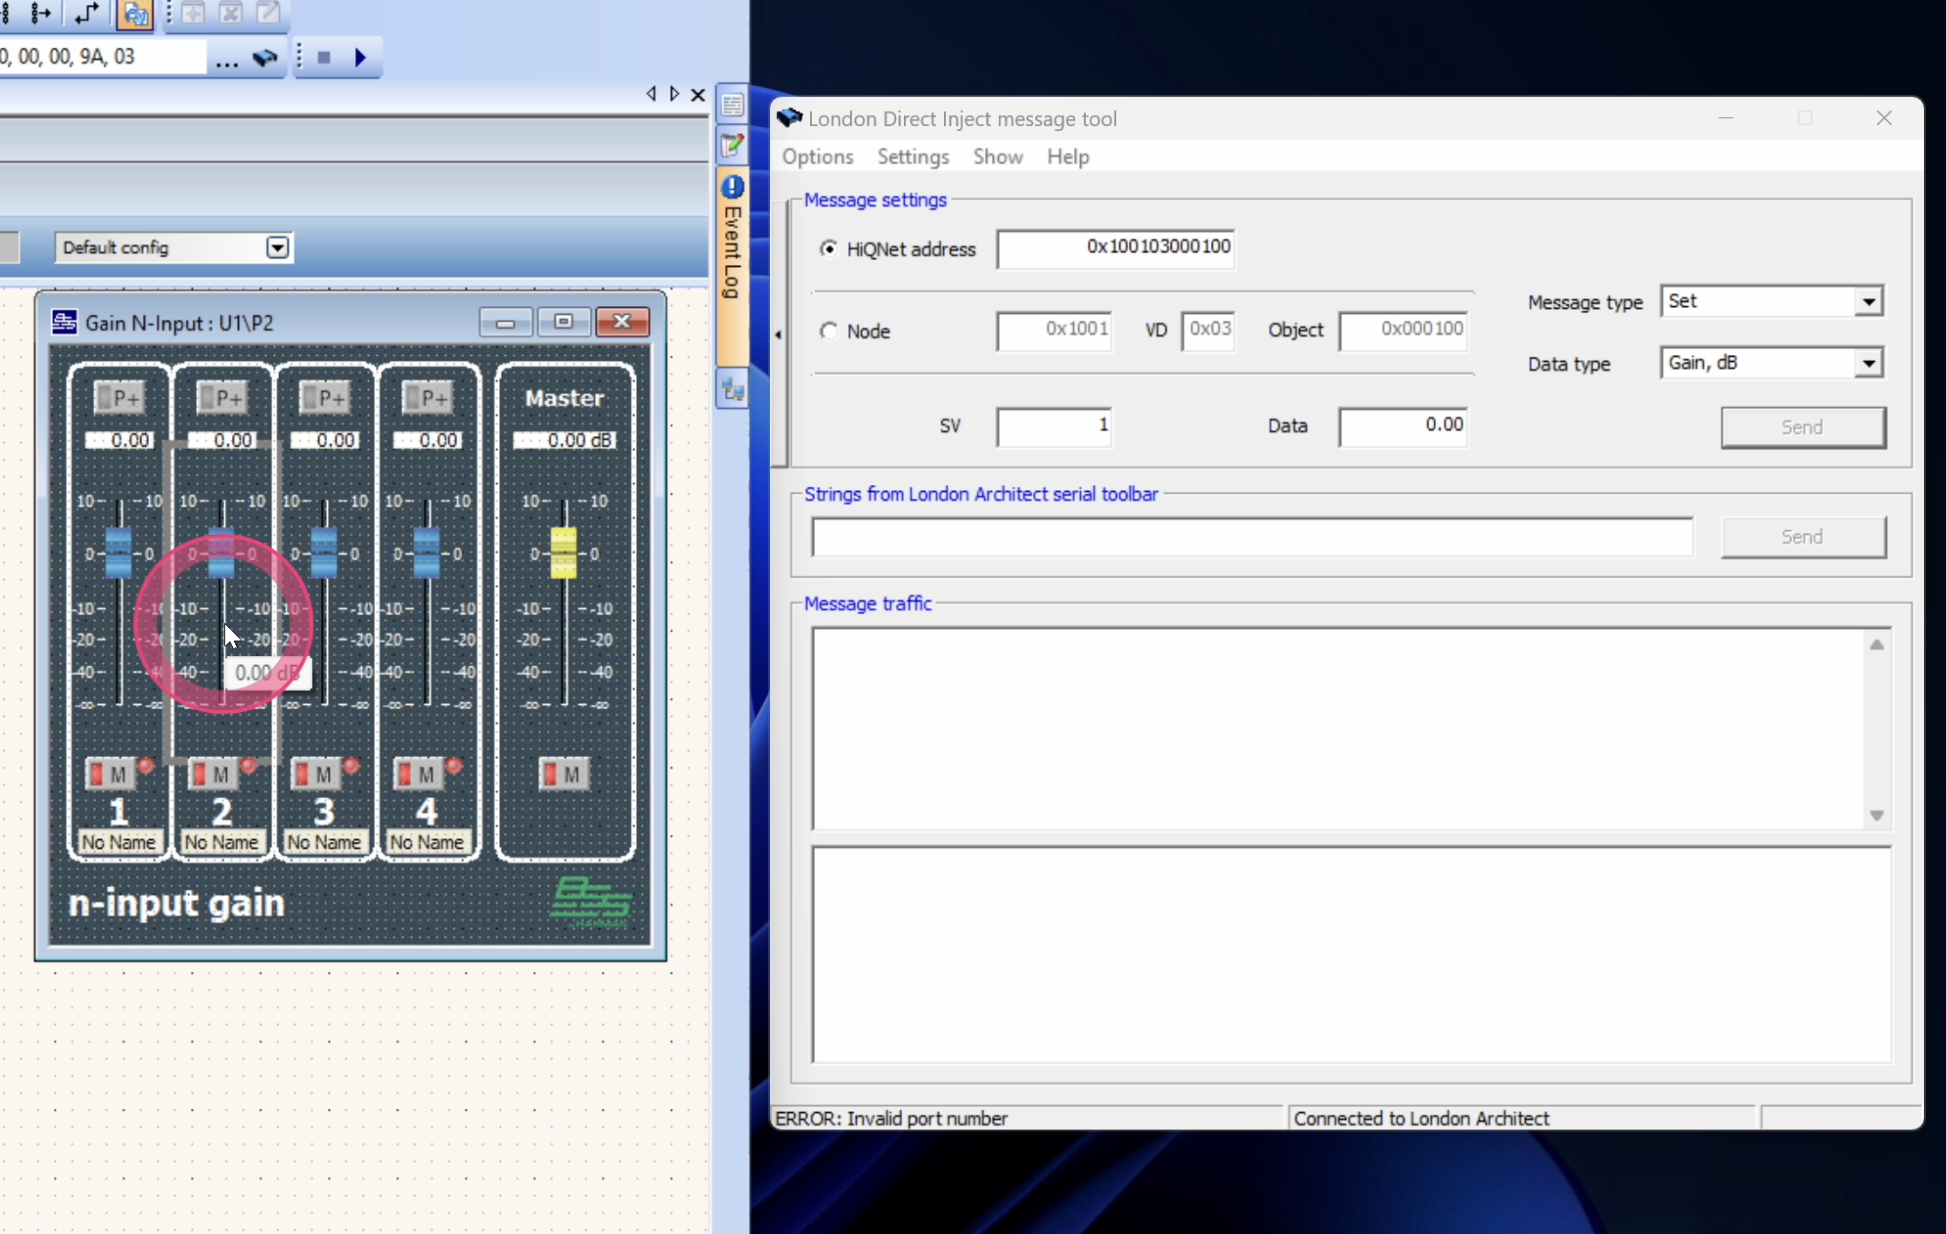 0, 00, 00, 9A, 03
...
Default config
Event Log
Gain N-Input : U1\P2
P+ P+ P+ P+ Master
0.00 0.00 0.00 0.00 0.00 dB
10 10 10 10 10 10 10 10 10 10
0 0 0 0 0 0 0 0 0 0
-10 -10 -10 -10 -10 -10 -10 -10 -10 -10
-20 -20 -20 -20 -20 -20 -20 -20 -20 -20
-40 -40 -40 -40 -40 -40 -40 -40 -40
0.00 dB
-∞ -∞ -∞ -∞ -∞ -∞ -∞ -∞ -∞ -∞
M M M M M
1 2 3 4
No Name No Name No Name No Name
n-input gain
BSS
HARMAN
London Direct Inject message tool
Options Settings Show Help
Message settings
HiQNet address 0x100103000100
Node 0x1001 VD 0x03 Object 0x000100
Message type Set
Data type Gain, dB
SV 1 Data 0.00 Send
Strings from London Architect serial toolbar
Send
Message traffic
ERROR: Invalid port number Connected to London Architect